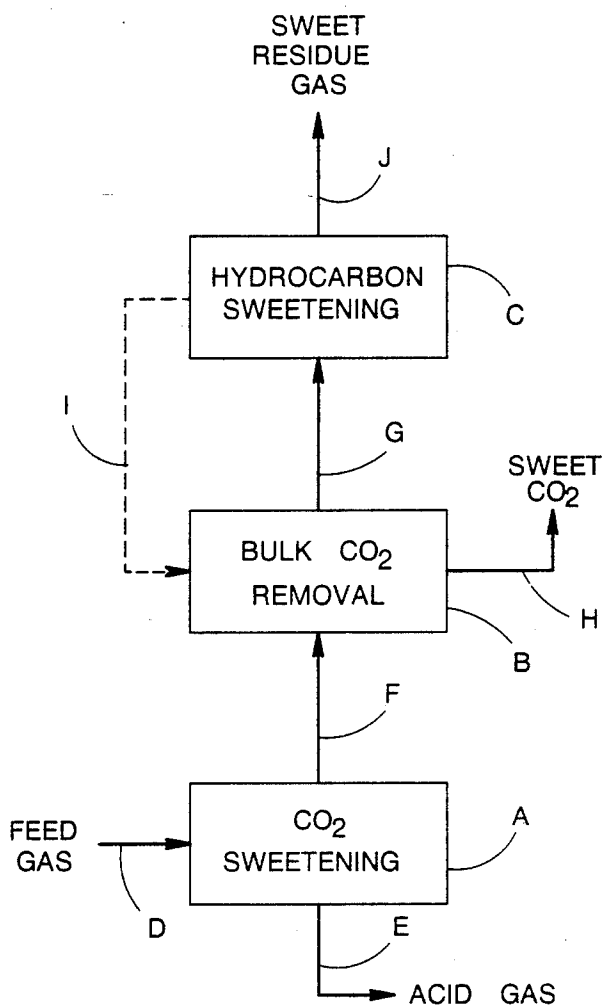 SWEET
RESIDUE
GAS
J
HYDROCARBON
SWEETENING
C
I
G
SWEET
CO2
BULK CO2
REMOVAL
H
B
F
FEED
GAS
CO2
SWEETENING
A
D
E
ACID GAS